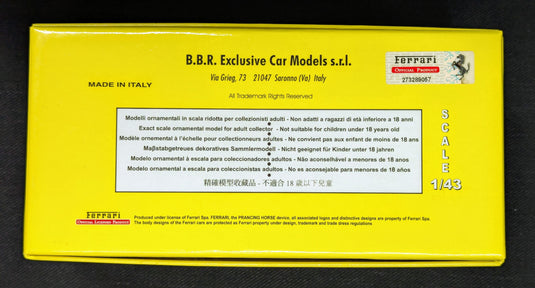 B.B.R. Exclusive Car Models s.r.l.
Via Grieg, 73 21047 Saronno (Va) Italy
Ferrari
OFFICIAL PRODUCT
273289057
MADE IN ITALY
All Trademark Rights Reserved
Modelli ornamentali in scala ridotta per collezionisti adulti - Non adatti a ragazzi di età inferiore a 18 anni
Exact scale ornamental model for adult collector - Not suitable for children under 18 years old
Modèle ornemental à l'échelle pour collectionneurs adultes - Ne convient pas aux enfant de moins de 18 ans
Maβstabgetreues dekoratives Sammlermodell - Nicht geeignet für Kinder unter 18 jahren
Modelo ornamental à escala para coleccionadores adultos - Não aconselhável a menores de 18 anos
Modelo ornamental a escala para coleccionistas adultos - No es aconsejable para menores de 18 años
精確模型收藏品 - 不適合 18 歲以下兒童
SCALE
1/43
Ferrari
OFFICIAL LICENSED PRODUCT
Produced under license of Ferrari Spa. FERRARI, the PRANCING HORSE device, all associated logos and distinctive designs are property of Ferrari Spa.
The body designs of the Ferrari cars are protected as Ferrari property under design, trademark and trade dress regulations